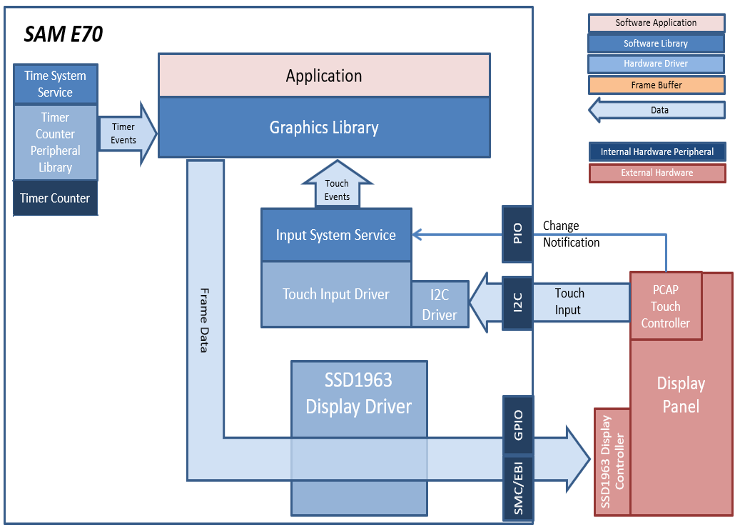 SAM E70
Time System
Service
Timer
Counter
Peripheral
Library
Timer Counter
Timer
Events
Application
Graphics Library
Touch
Events
Input System Service
Touch Input Driver
I2C
Driver
Frame Data
SSD1963
Display Driver
PIO
I2C
GPIO
SMC/EBI
Change
Notification
Touch
Input
PCAP
Touch
Controller
Display
Panel
SSD1963 Display
Controller
Software Application
Software Library
Hardware Driver
Frame Buffer
Data
Internal Hardware Peripheral
External Hardware